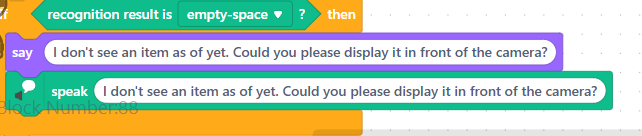 if recognition result is empty-space ? then
say I don't see an item as of yet. Could you please display it in front of the camera?
speak I don't see an item as of yet. Could you please display it in front of the camera?
Block Number:88